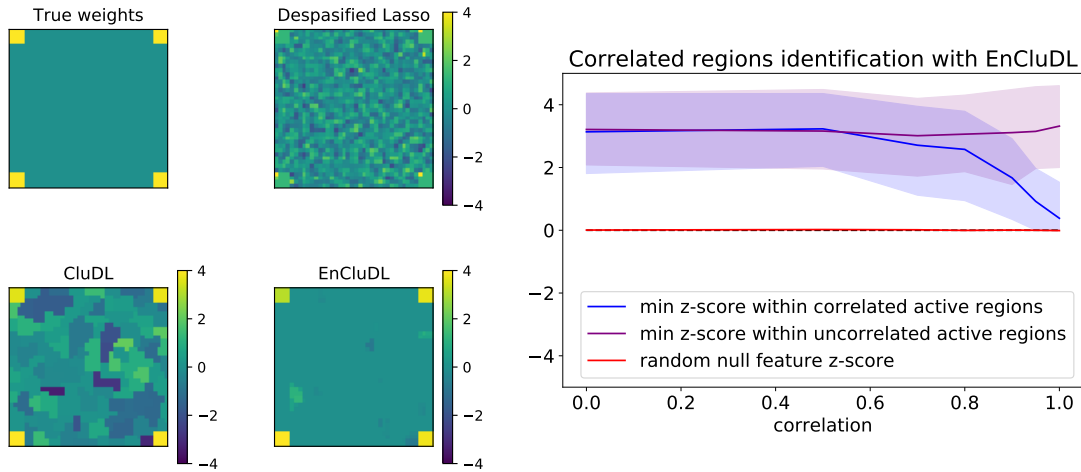 True weights
Despasified Lasso
4
2
0
−2
−4
CluDL
4
2
0
−2
−4
EnCluDL
4
2
0
−2
−4
Correlated regions identification with EnCluDL
4
2
0
−2
−4
min z-score within correlated active regions
min z-score within uncorrelated active regions
random null feature z-score
0.0 0.2 0.4 0.6 0.8 1.0
correlation